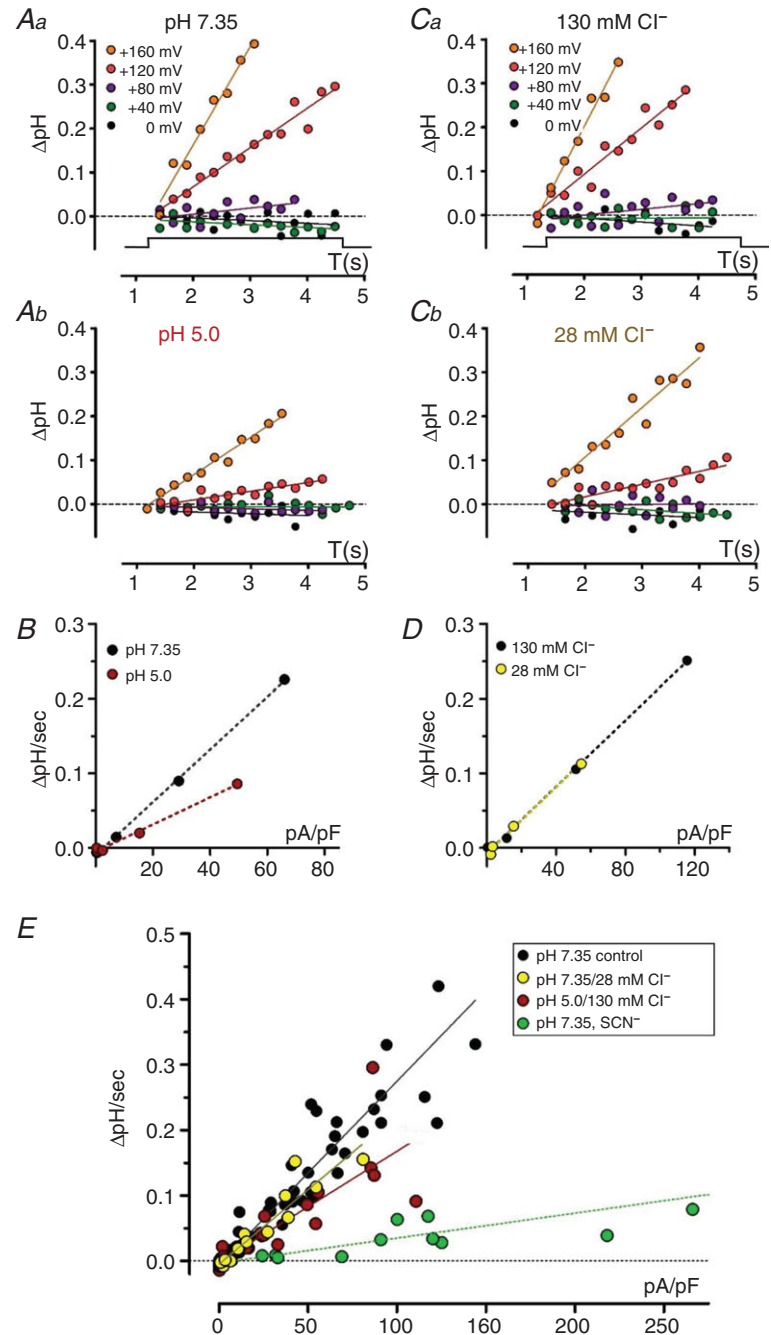 Aa
pH 7.35
+160 mV
+120 mV
+80 mV
+40 mV
0 mV
0.4
0.3
0.2
0.1
0.0
ΔpH
T(s)
1 2 3 4 5
Ca
130 mM Cl⁻
+160 mV
+120 mV
+80 mV
+40 mV
0 mV
0.4
0.3
0.2
0.1
0.0
ΔpH
T(s)
1 2 3 4 5
Ab
pH 5.0
0.4
0.3
0.2
0.1
0.0
ΔpH
T(s)
1 2 3 4 5
Cb
28 mM Cl⁻
0.4
0.3
0.2
0.1
0.0
ΔpH
T(s)
1 2 3 4 5
B
pH 7.35
pH 5.0
0.3
0.2
0.1
0.0
ΔpH/sec
pA/pF
20 40 60 80
D
130 mM Cl⁻
28 mM Cl⁻
0.3
0.2
0.1
0.0
ΔpH/sec
pA/pF
0 40 80 120
E
pH 7.35 control
pH 7.35/28 mM Cl⁻
pH 5.0/130 mM Cl⁻
pH 7.35, SCN⁻
0.5
0.4
0.3
0.2
0.1
0.0
ΔpH/sec
pA/pF
0 50 100 160 200 250